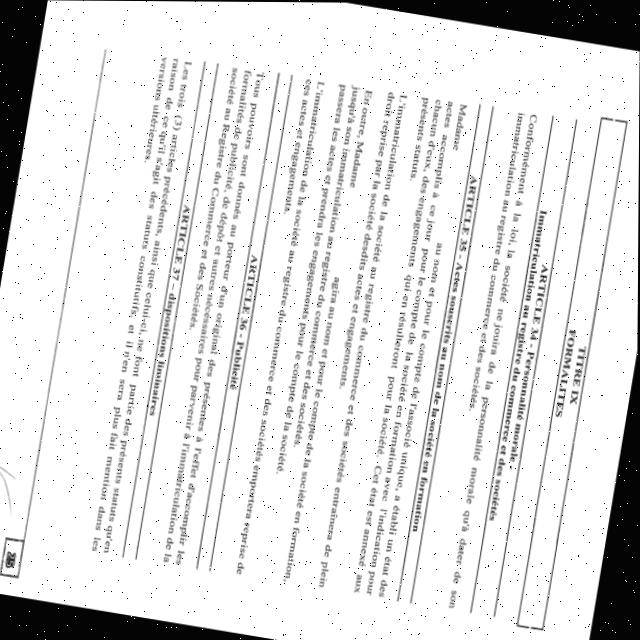 TITRE IX
FORMALITES
ARTICLE 34 - Personnalité morale -
Immatriculation au registre du commerce et des sociétés
Conformément à la loi, la société ne jouira de la personnalité morale qu'à dater de son
immatriculation au registre du commerce et des sociétés.
ARTICLE 35 - Actes souscrits au nom de la société en formation
Madame au nom et pour le compte de l'associé unique, a établi un état des
actes accomplis à ce jour pour le compte de la société en formation avec l'indication pour
chacun d'eux, des engagements qui en résulteront pour la société. Cet état est annexé aux
présents statuts.
L'immatriculation de la société au registre du commerce et des sociétés entraînera de plein
droit reprise par la société desdits actes et engagements.
En outre, Madame agira au nom et pour le compte de la société en formation,
jusqu'à son immatriculation au registre du commerce et des sociétés,
passera les actes et prendra les engagements pour le compte de la société.
L'immatriculation de la société au registre du commerce et des sociétés emportera reprise de
ces actes et engagements.
ARTICLE 36 - Publicité
Tous pouvoirs sont donnés au porteur d'un original des présentes à l'effet d'accomplir les
formalités de publicité, de dépôt et autres nécessaires pour parvenir à l'immatriculation de la
société au Registre du Commerce et des Sociétés.
ARTICLE 37 – dispositions liminaires
Les trois (3) articles précédents, ainsi que celui-ci, ne font partie des présents statuts qu'en
raison de ce qu'il s'agit des statuts constitutifs et il n'en sera plus fait mention dans les
versions ultérieures.